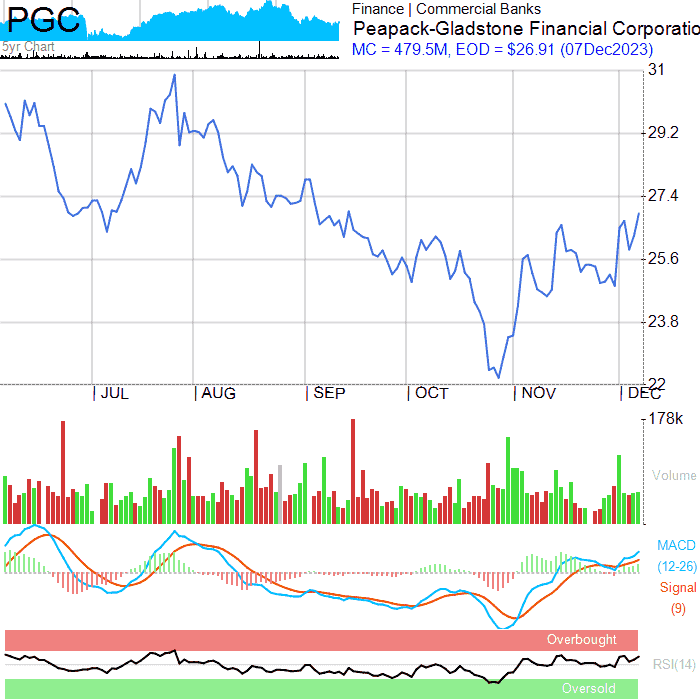 PGC
5yr Chart
Finance | Commercial Banks
Peapack-Gladstone Financial Corporatio
MC = 479.5M, EOD = $26.91 (07Dec2023)
31
29.2
27.4
25.6
23.8
22
JUL AUG SEP OCT NOV DEC
178k
Volume
MACD
(12-26)
Signal
(9)
Overbought
RSI(14)
Oversold